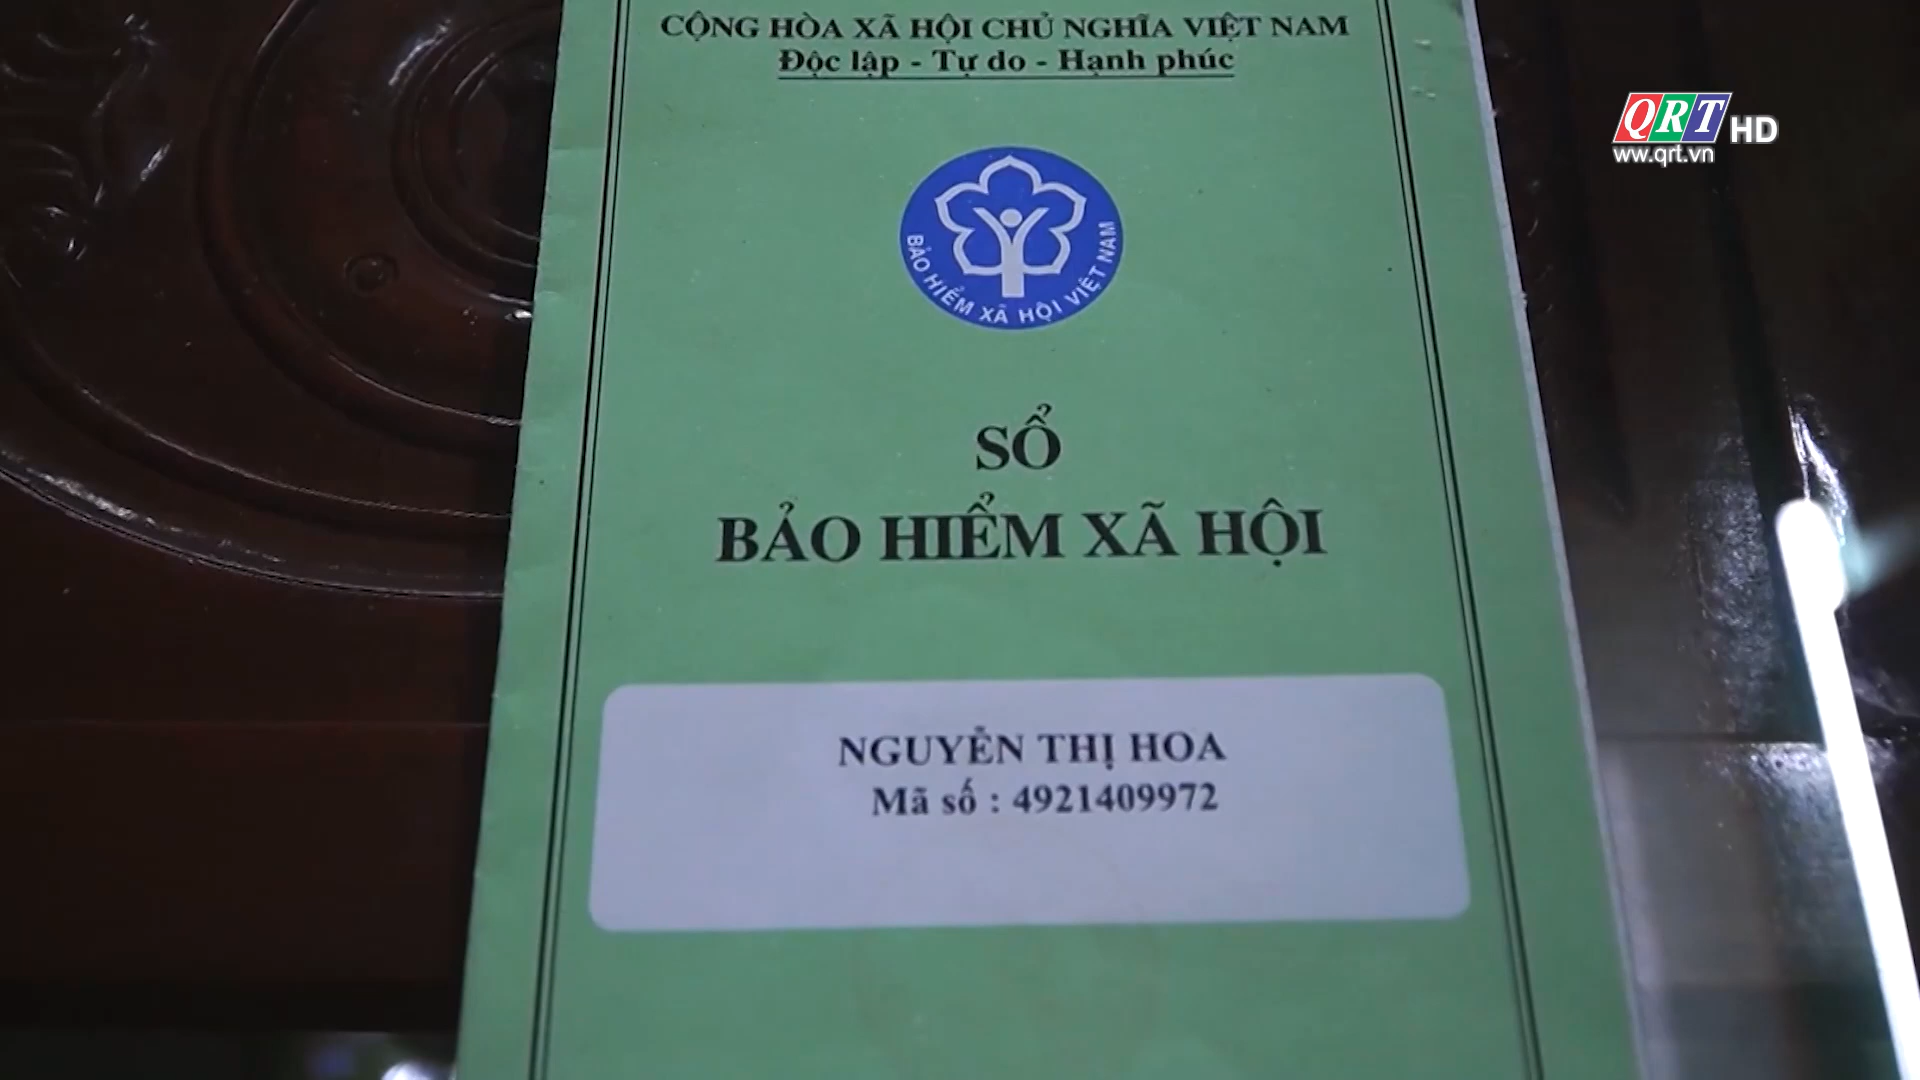 CỘNG HÒA XÃ HỘI CHỦ NGHĨA VIỆT NAM
Độc lập - Tự do - Hạnh phúc
QRT HD
ww.qrt.vn
BẢO HIỂM XÃ HỘI VIỆT NAM
SỔ
BẢO HIỂM XÃ HỘI
NGUYỄN THỊ HOA
Mã số : 4921409972